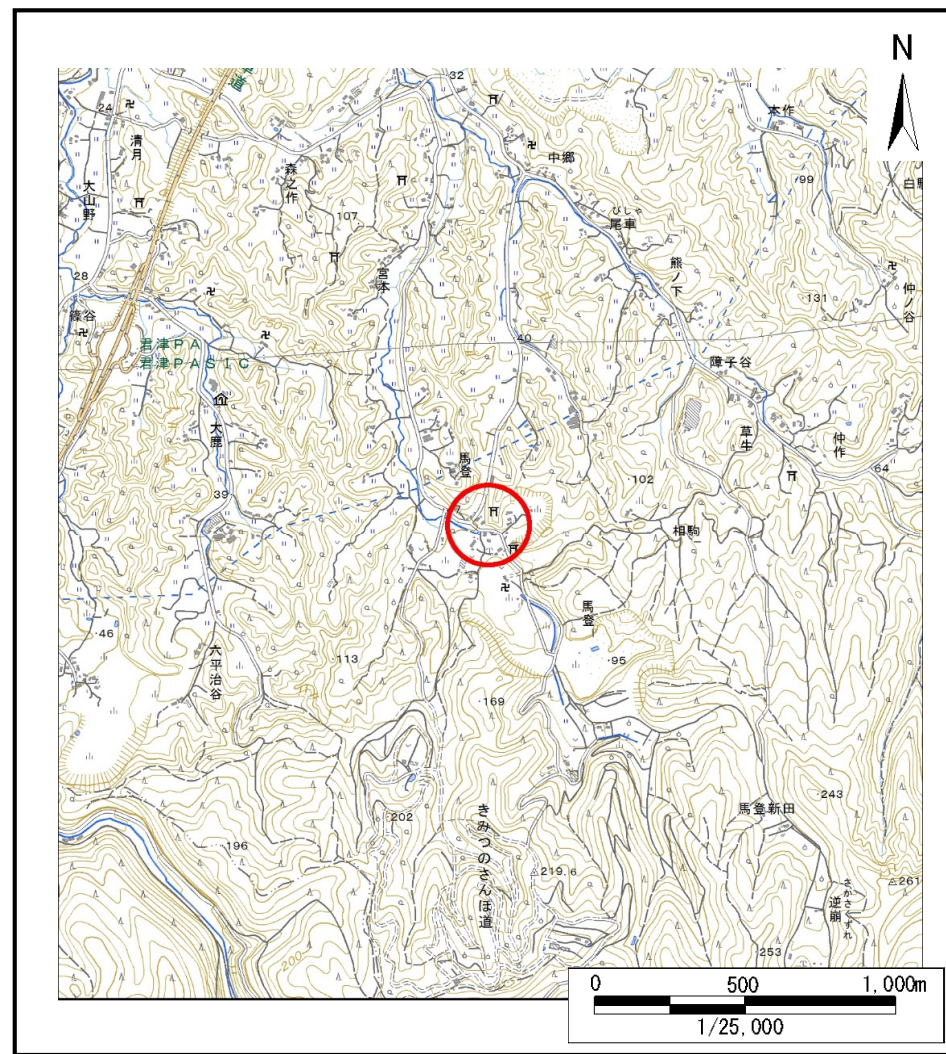 N
32
24
清月
大山野
森之作
107
宮本
中郷
びしゃ
尾車
熊ノ下
本作
99
131
仲ノ谷
28
篠谷
君津PA
君津PASIC
40
障子谷
大鹿
草牛
仲作
64
39
馬登
102
相駒
馬登
46
六平治谷
113
95
169
202
196
きみつのさんぽ道
219.6
馬登新田
243
261
さかさくずれ
逆崩
253
200
0 500 1,000m
1/25,000